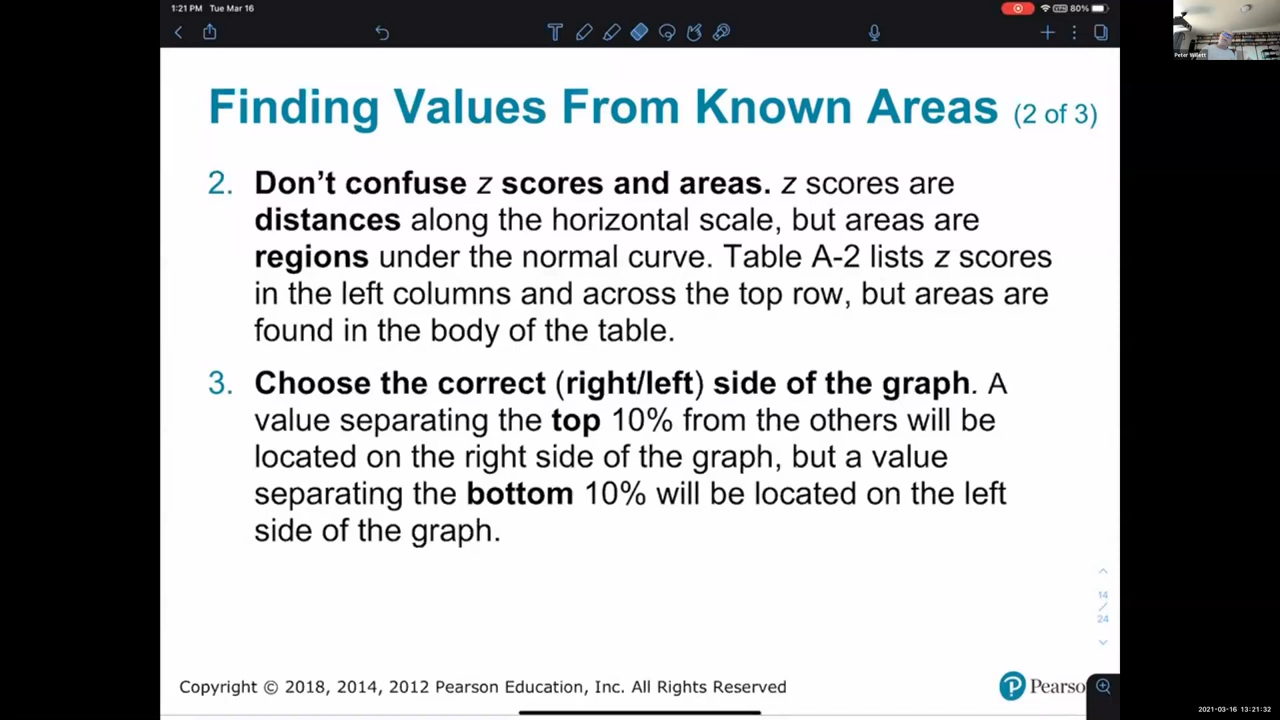 1:21 PM Tue Mar 16
80%
Finding Values From Known Areas (2 of 3)
2. Don’t confuse z scores and areas. z scores are
distances along the horizontal scale, but areas are
regions under the normal curve. Table A-2 lists z scores
in the left columns and across the top row, but areas are
found in the body of the table.
3. Choose the correct (right/left) side of the graph. A
value separating the top 10% from the others will be
located on the right side of the graph, but a value
separating the bottom 10% will be located on the left
side of the graph.
14
/
24
Copyright © 2018, 2014, 2012 Pearson Education, Inc. All Rights Reserved
P Pearso
Peter Willett
2021-03-16 13:21:32